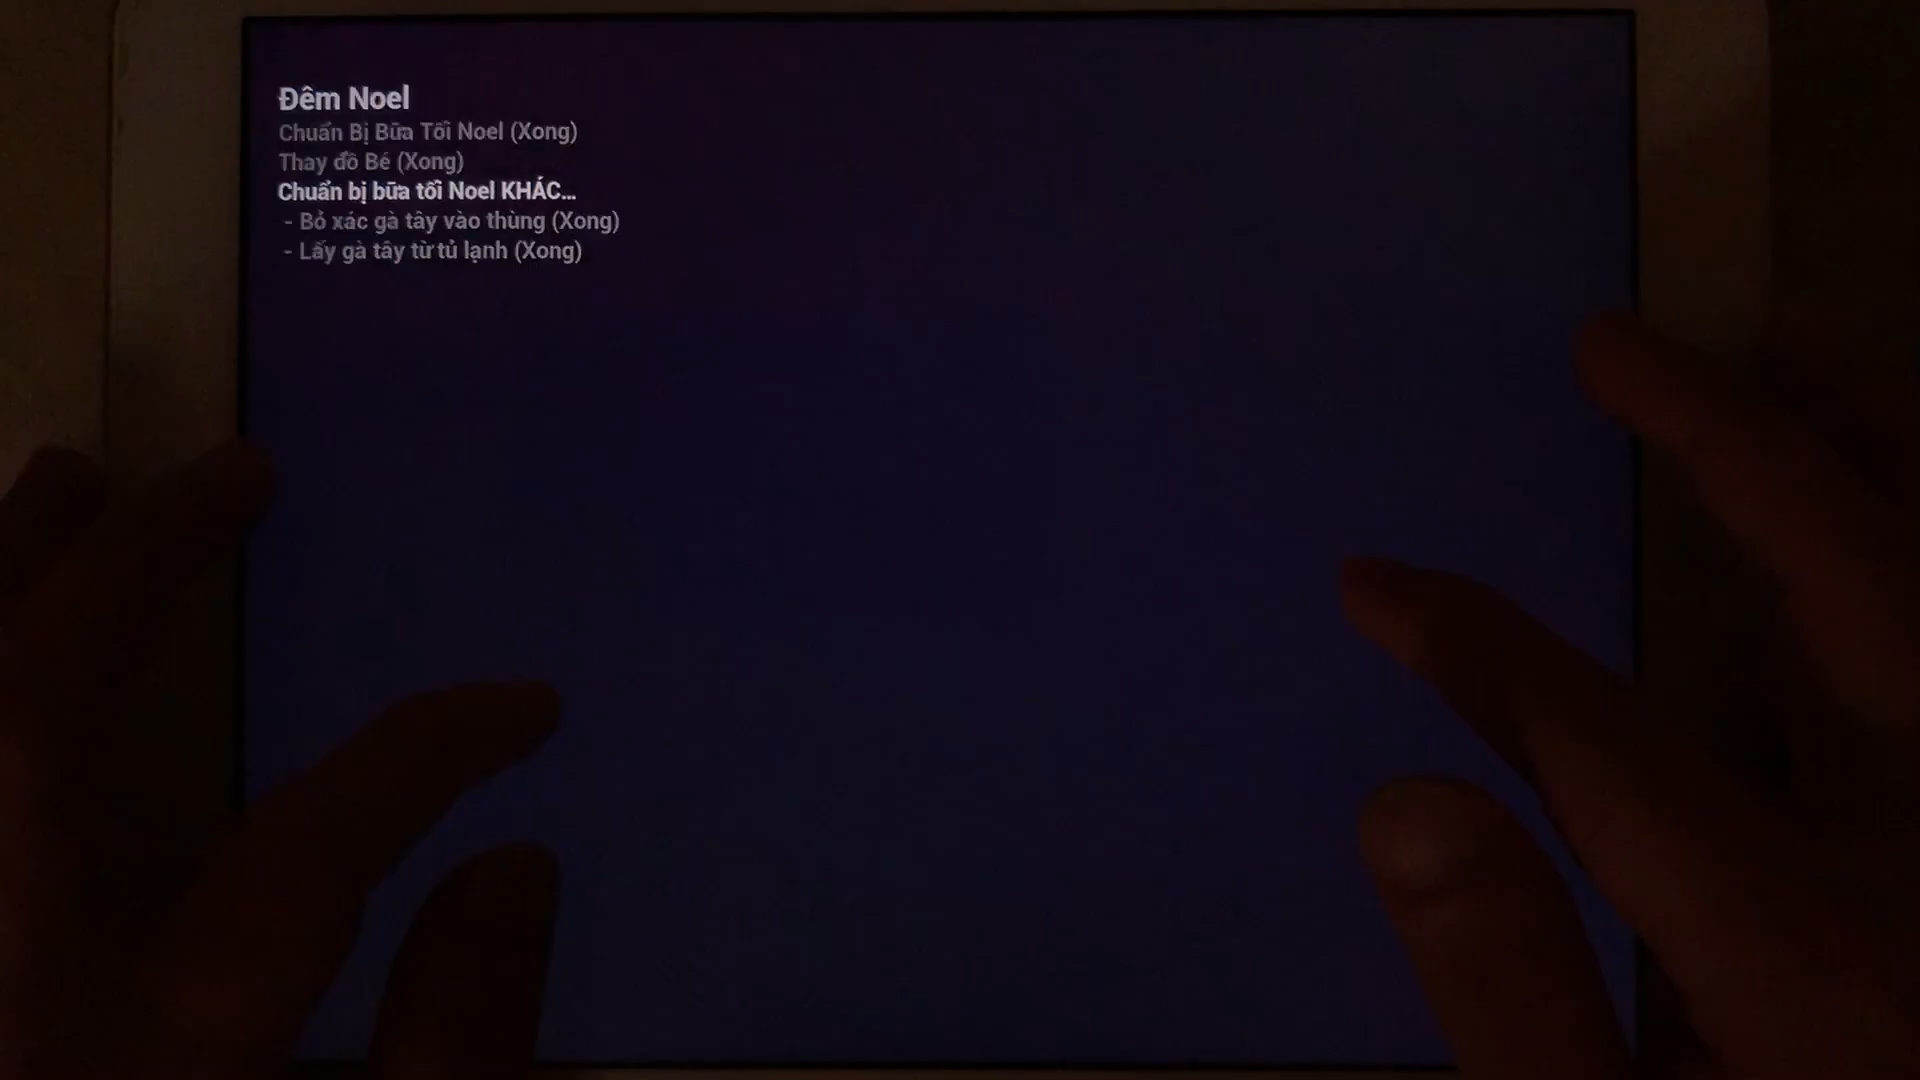 Đêm Noel
Chuẩn Bị Bữa Tối Noel (Xong)
Thay đồ Bé (Xong)
Chuẩn bị bữa tối Noel KHÁC...
- Bỏ xác gà tây vào thùng (Xong)
- Lấy gà tây từ tủ lạnh (Xong)